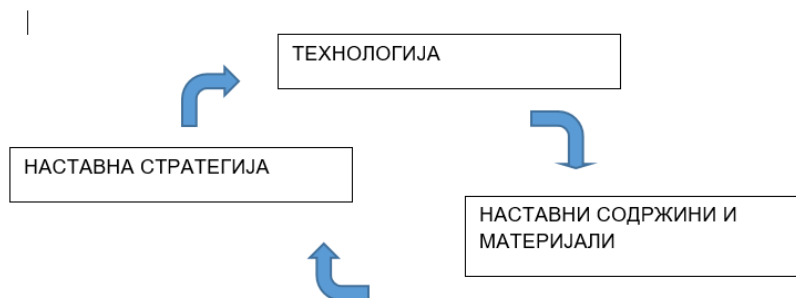 ТЕХНОЛОГИЈА
НАСТАВНА СТРАТЕГИЈА
НАСТАВНИ СОДРЖИНИ И
МАТЕРИЈАЛИ